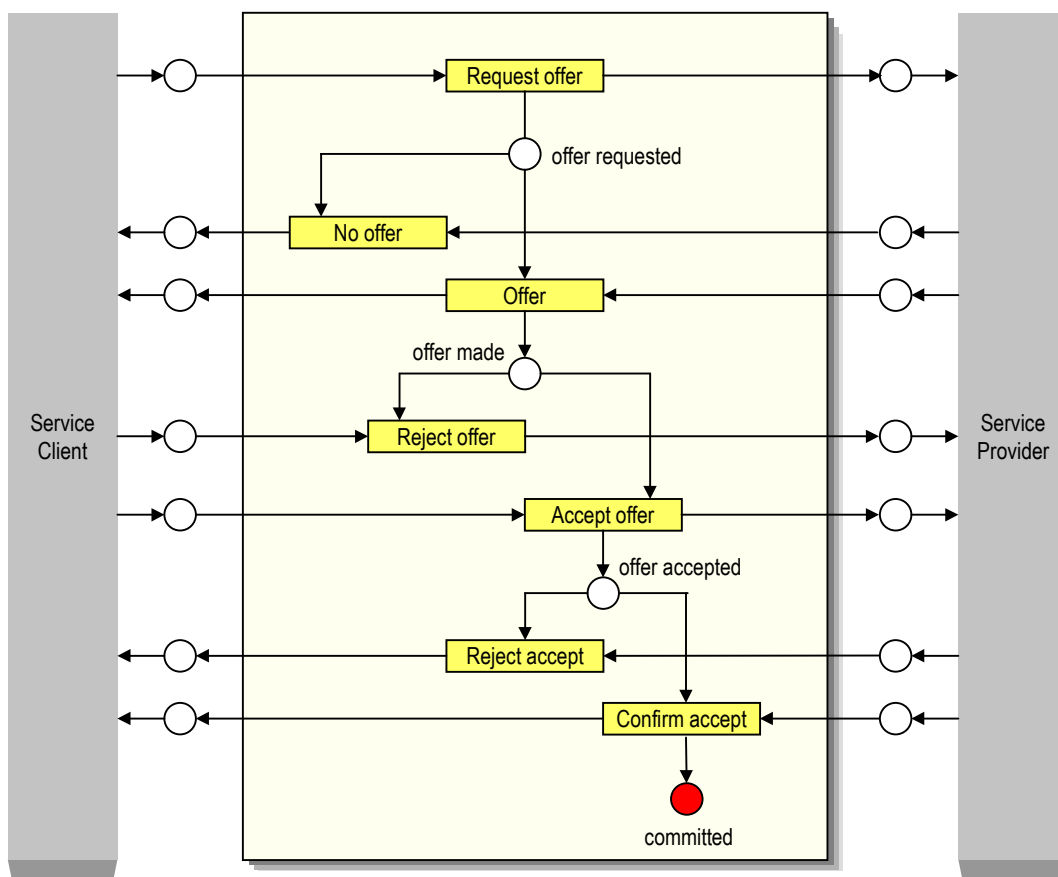 Request offer
offer requested
No offer
Offer
offer made
Service
Client
Reject offer
Service
Provider
Accept offer
offer accepted
Reject accept
Confirm accept
committed